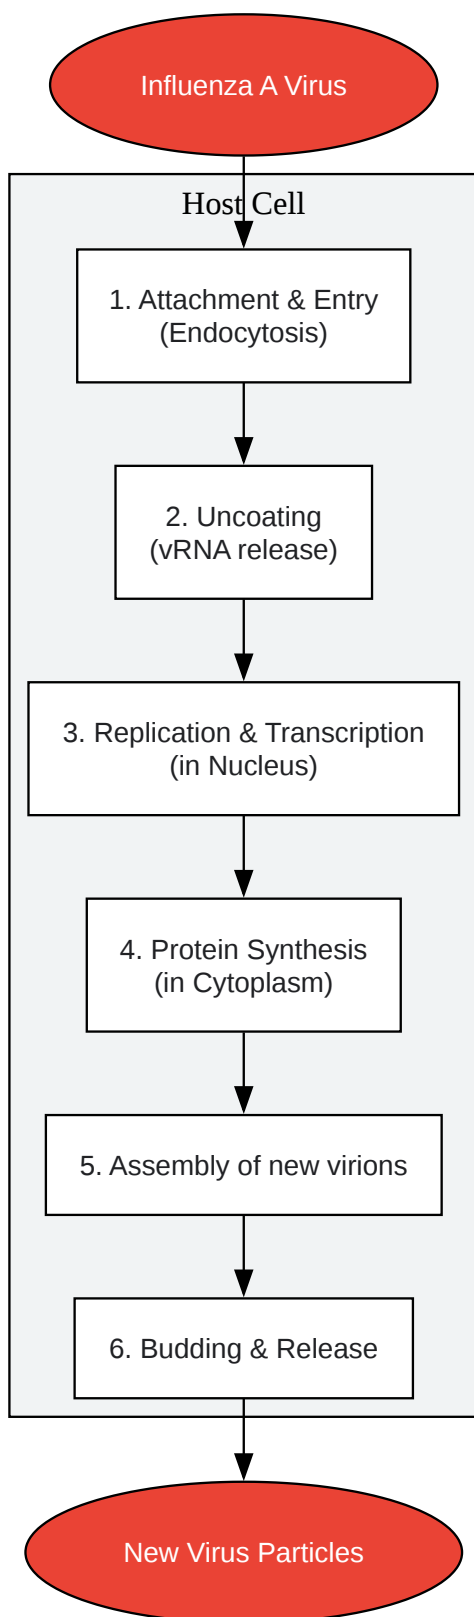 Influenza A Virus
Host Cell
1. Attachment & Entry
(Endocytosis)
2. Uncoating
(vRNA release)
3. Replication & Transcription
(in Nucleus)
4. Protein Synthesis
(in Cytoplasm)
5. Assembly of new virions
6. Budding & Release
New Virus Particles